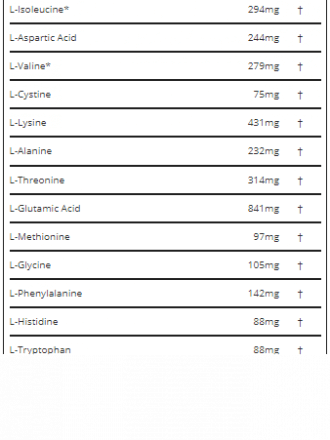 L-Isoleucine* 294mg †
L-Aspartic Acid 244mg †
L-Valine* 279mg †
L-Cystine 75mg †
L-Lysine 431mg †
L-Alanine 232mg †
L-Threonine 314mg †
L-Glutamic Acid 841mg †
L-Methionine 97mg †
L-Glycine 105mg †
L-Phenylalanine 142mg †
L-Histidine 88mg †
L-Tryptophan 88mg †